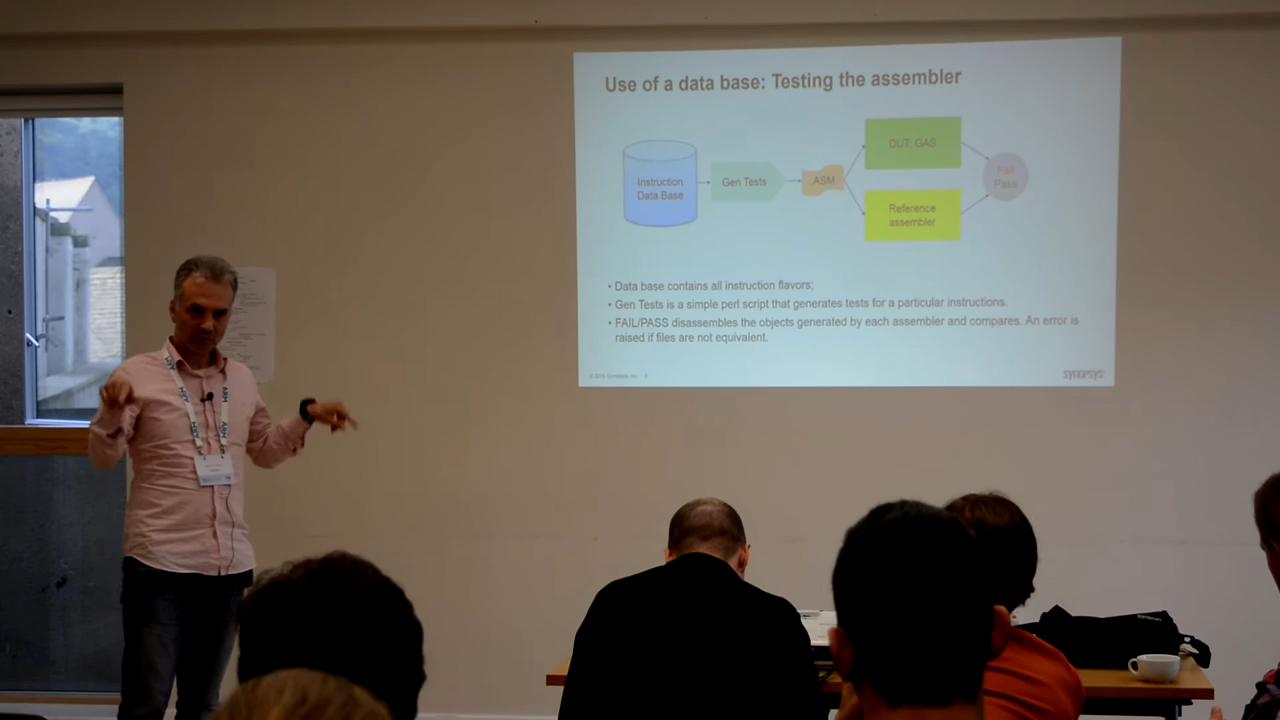 Use of a data base: Testing the assembler
Instruction
Data Base
Gen Tests
.ASM
DUT: GAS
Reference
assembler
Fail
Pass
• Data base contains all instruction flavors;
• Gen Tests is a simple perl script that generates tests for a particular instructions.
• FAIL/PASS disassembles the objects generated by each assembler and compares. An error is
raised if files are not equivalent.
SYNOPSYS
ARM
ARM